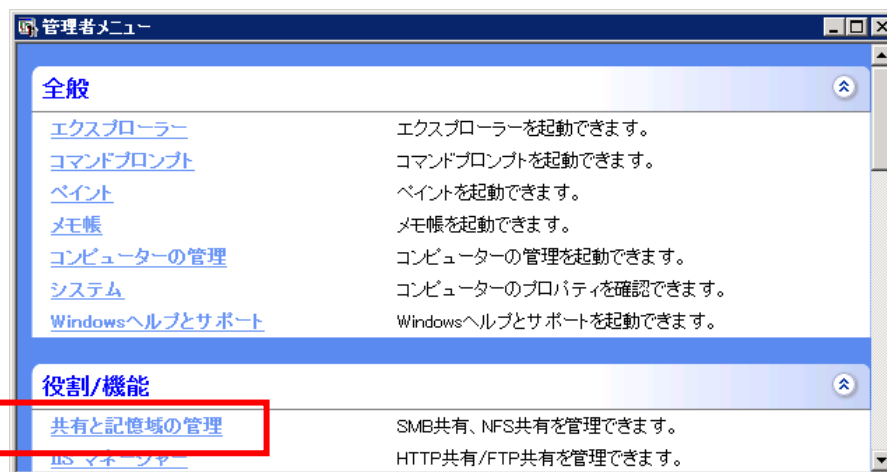 管理者メニュー
全般
エクスプローラー エクスプローラーを起動できます。
コマンドプロンプト コマンドプロンプトを起動できます。
ペイント ペイントを起動できます。
メモ帳 メモ帳を起動できます。
コンピューターの管理 コンピューターの管理を起動できます。
システム コンピューターのプロパティを確認できます。
Windowsヘルプとサポート Windowsヘルプとサポートを起動できます。
役割/機能
共有と記憶域の管理 SMB共有、NFS共有を管理できます。
IIS マネージャー HTTP共有/FTP共有を管理できます。